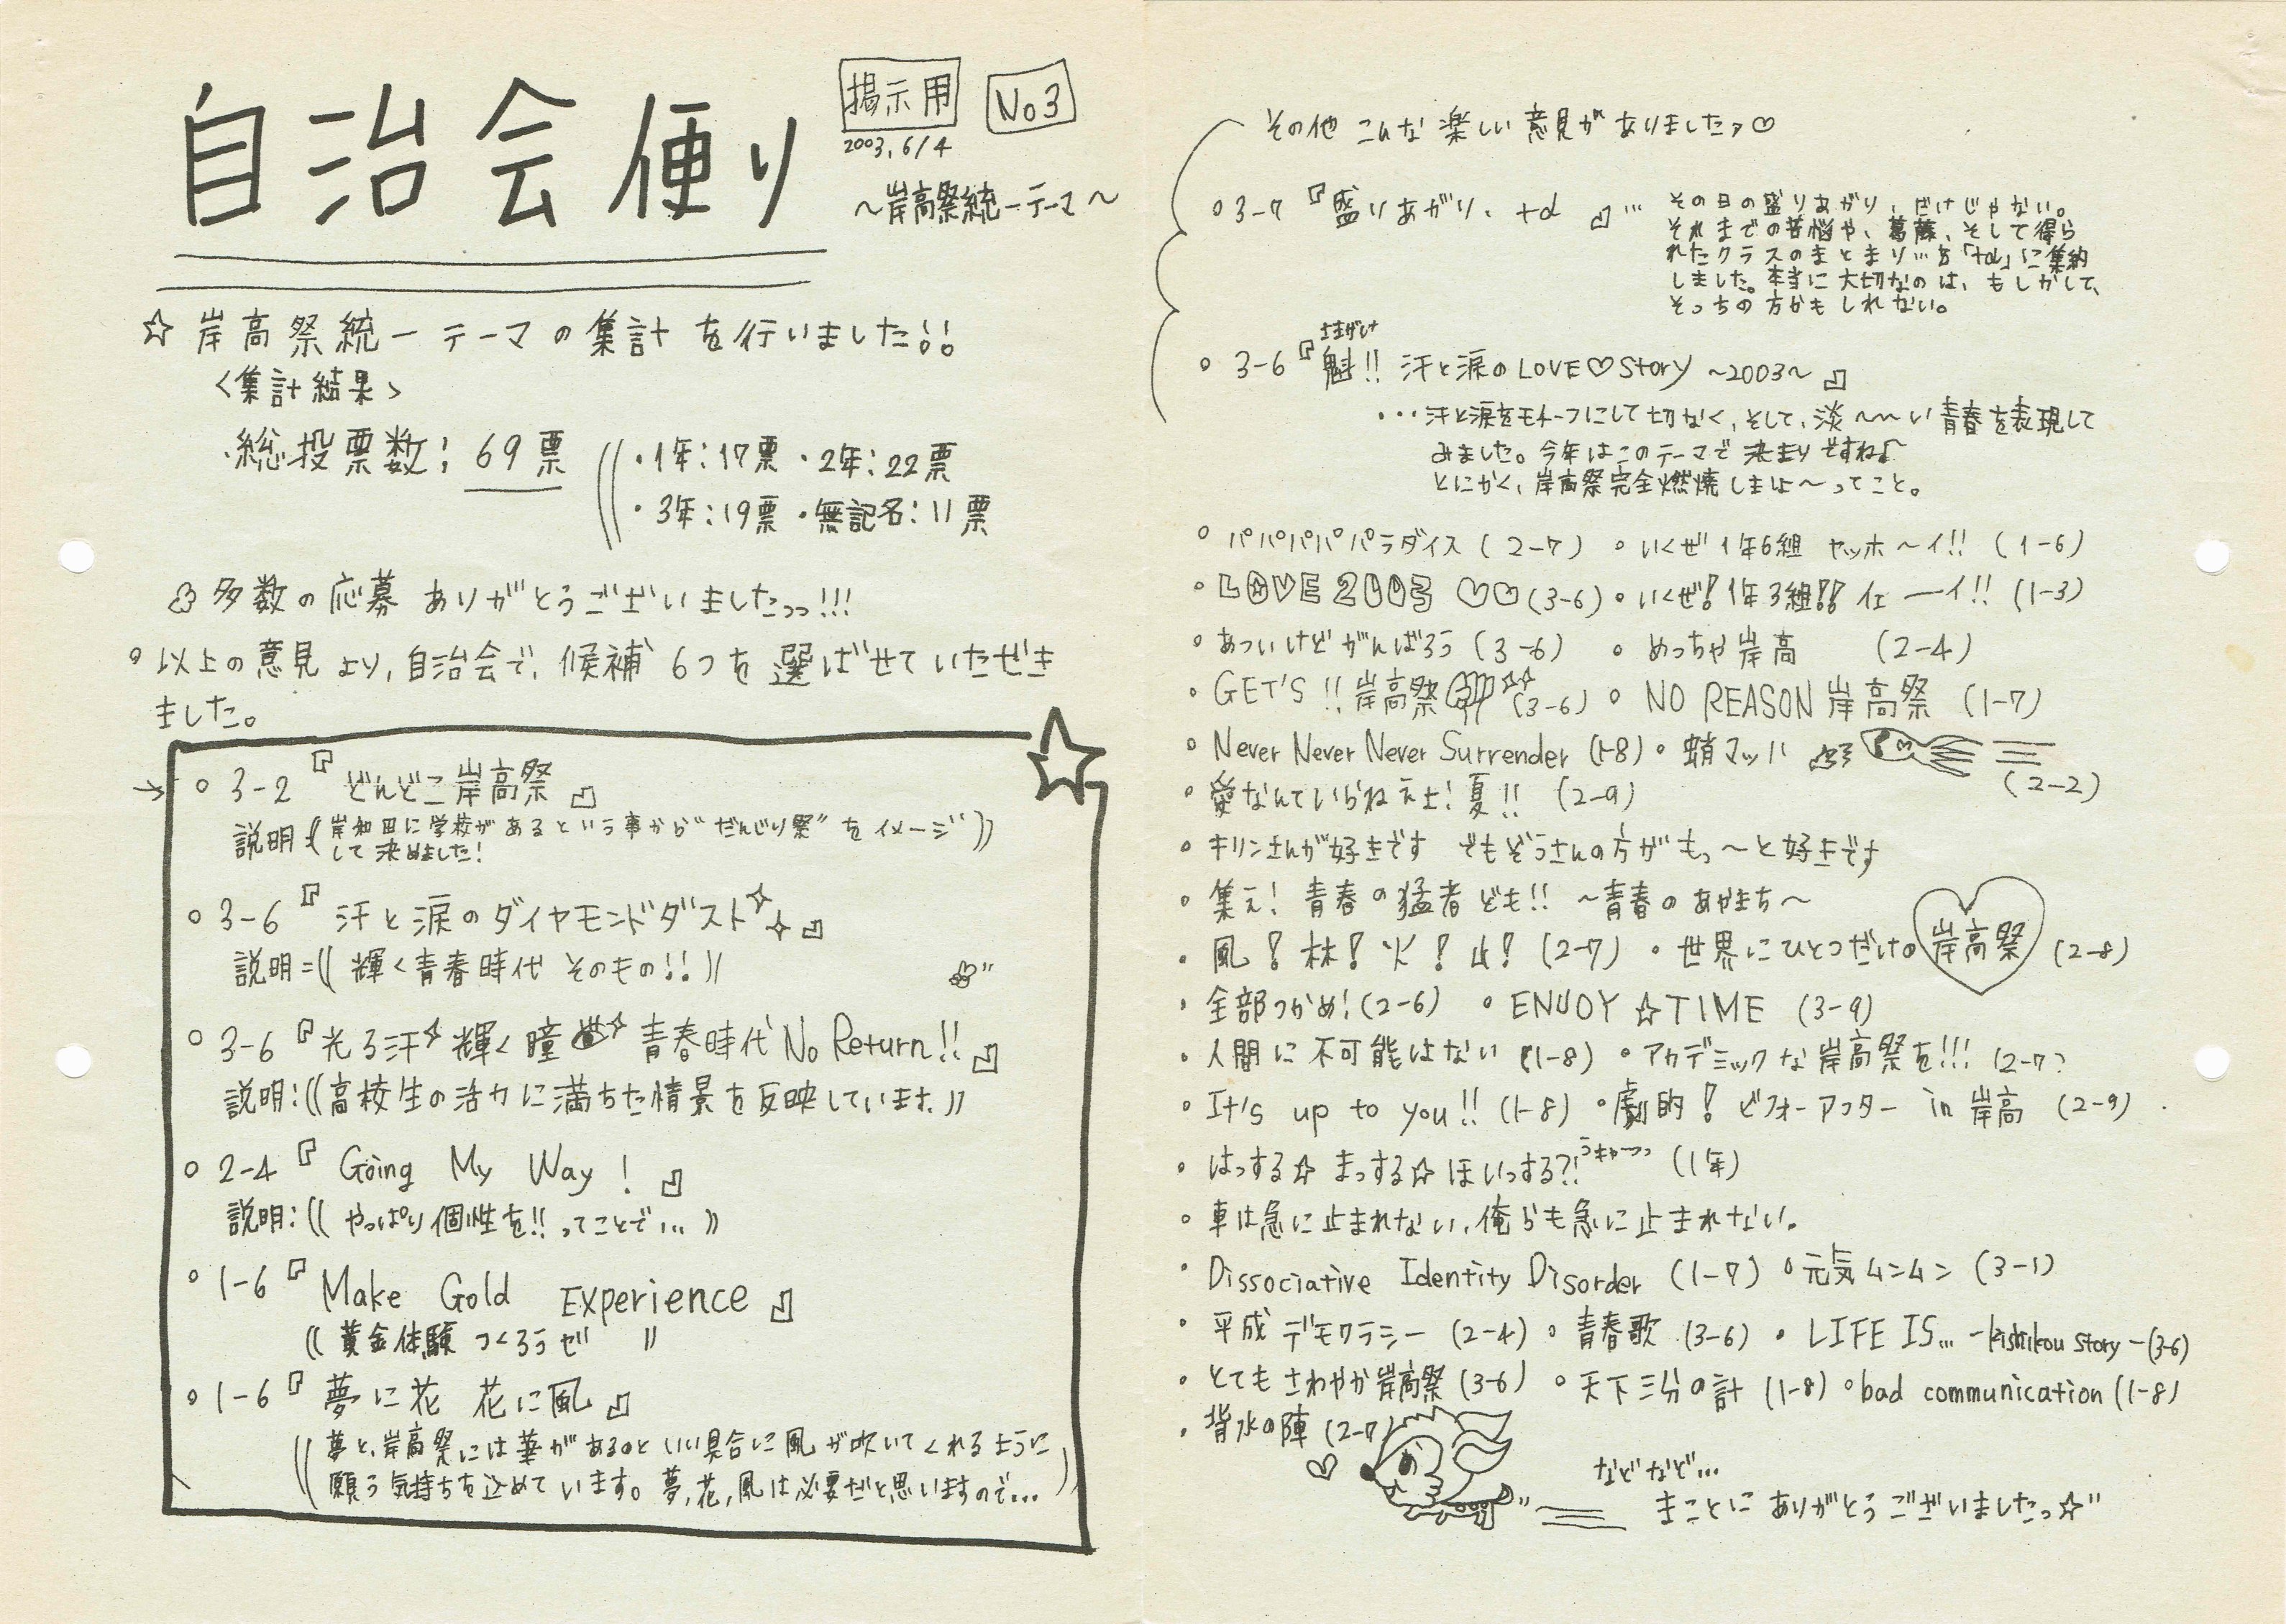 自治会便り
掲示用
No3
2003.6/4
～岸高祭統一テーマ～
☆ 岸高祭統一テーマの集計を行いました!!
<集計結果>
総投票数: 69票
・1年:17票 ・2年:22票
・3年:19票 ・無記名:11票
多数の応募ありがとうございましたっっ!!!
○以上の意見より,自治会で,候補6つを選ばせていただき
ました。
→ ○ 3-2『どんどこ岸高祭』
説明:((岸和田に学校があるという事から"だんじり祭"をイメージ))
して決めました!
○ 3-6『汗と涙のダイヤモンドダスト』
説明=((輝く青春時代そのもの!!))
○ 3-6『光る汗 輝く瞳 青春時代 No Return!!』
説明:((高校生の活力に満ちた情景を反映しています))
○ 2-4『Going My Way !』
説明:((やっぱり個性を!!ってことで…))
○ 1-6『Make Gold Experience』
((黄金体験つくろうぜ))
○ 1-6『夢に花 花に風』
((夢と,岸高祭には華があるのといい具合に風が吹いてくれるように
願う気持ちを込めています。夢,花,風は必要だと思いますので…))
その他こんな楽しい意見がありましたァ♡
○3-7『盛りあがり、+α』…
その日の盛りあがり、だけじゃない。
それまでの苦悩や、葛藤、そして得ら
れたクラスのまとまり…を「+α」に集約
しました。本当に大切なのは、もしかして、
そっちの方かもしれない。
さきがけ
○ 3-6『魁!! 汗と涙のLOVE♡Story ~2003~』
…汗と涙をモチーフにして切なく,そして,淡～～い青春を表現して
みました。今年はこのテーマで決まりですね♪
とにかく,岸高祭完全燃焼しましょ～ってこと。
○ パパパパパラダイス(2-7) ○ いくぜ1年6組 ヤッホ～イ!! (1-6)
○ LOVE 2003 ♡♡(3-6) ○ いくぜ!1年3組!! イェーイ!! (1-3)
○ あついけどがんばろう(3-6) ○ めっちゃ岸高 (2-4)
・GET'S!!岸高祭 ☆☆(3-6) ○ NO REASON 岸高祭 (1-7)
○ Never Never Never Surrender (1-8) ・蛸マッハ
(2-2)
○ 愛なんていらねえよ!夏!! (2-9)
・キリンさんが好きです でもぞうさんの方がもっ～と好きです
・集え!青春の猛者ども!! ～青春のあやまち～
・風!林!火!山!(2-7) ・世界にひとつだけの岸高祭(2-8)
・全部つかめ!(2-6) ○ ENJOY☆TIME (3-9)
・人間に不可能はない(1-8) ○アカデミックな岸高祭を!!! (2-7)
・It's up to you!! (1-8) ○劇的!ビフォーアフター in 岸高 (2-9)
・はっする☆まっする☆ほいっする?!うキャーっっ(1年)
・車は急に止まれない,俺らも急に止まれない。
・Dissociative Identity Disorder (1-7) ○元気ムンムン (3-1)
・平成デモクラシー (2-4) ○ 青春歌 (3-6) ・LIFE IS… -kishikou story-(3-6)
・とてもさわやか岸高祭(3-6) ○天下三分の計(1-8) ○bad communication(1-8)
・背水の陣(2-7)
などなど…
まことにありがとうございましたっ☆"